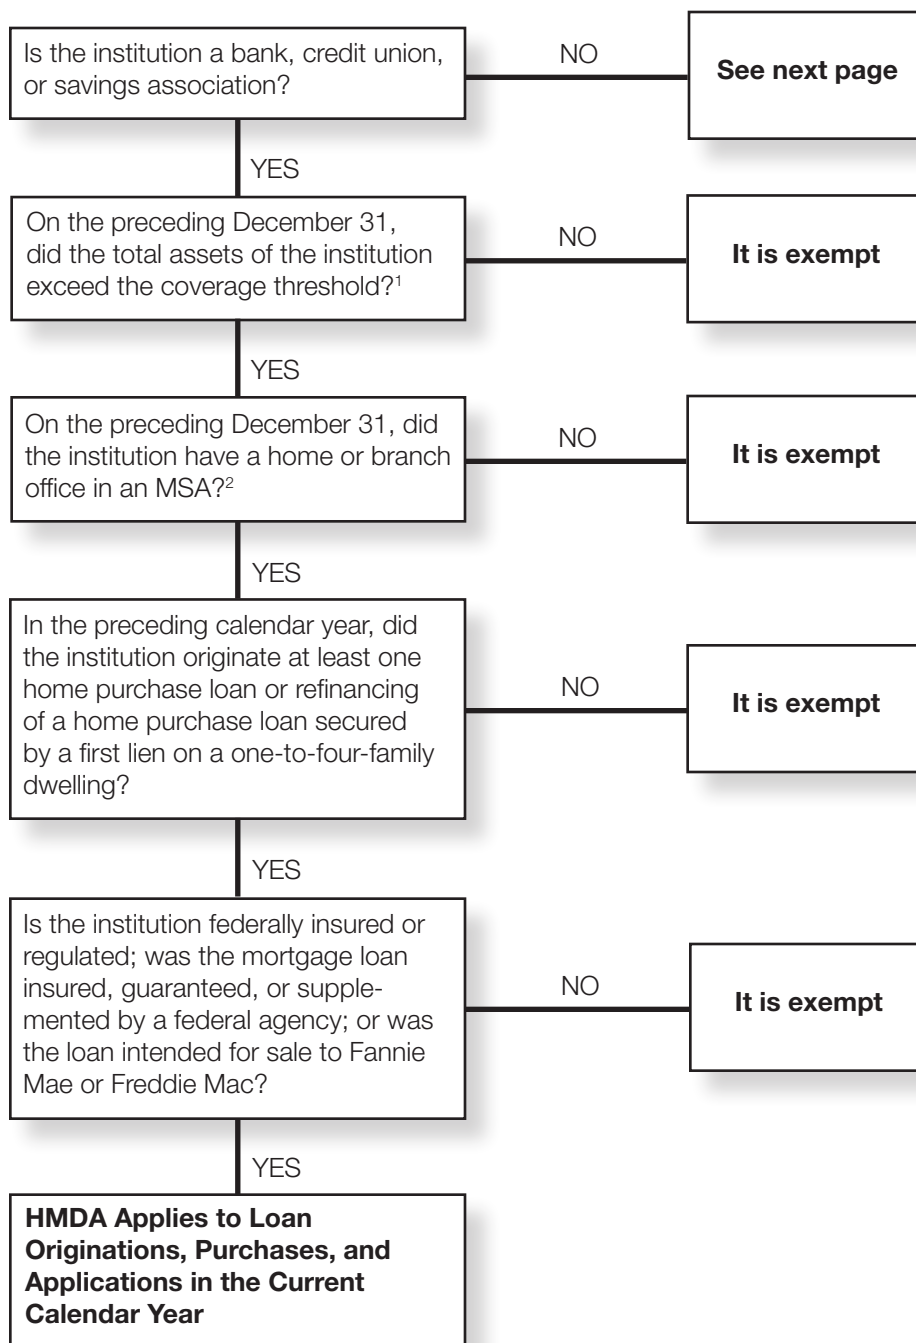 Is the institution a bank, credit union,
or savings association?
NO
See next page
YES
On the preceding December 31,
did the total assets of the institution
exceed the coverage threshold?¹
NO
It is exempt
YES
On the preceding December 31, did
the institution have a home or branch
office in an MSA?²
NO
It is exempt
YES
In the preceding calendar year, did
the institution originate at least one
home purchase loan or refinancing
of a home purchase loan secured
by a first lien on a one-to-four-family
dwelling?
NO
It is exempt
YES
Is the institution federally insured or
regulated; was the mortgage loan
insured, guaranteed, or supple-
mented by a federal agency; or was
the loan intended for sale to Fannie
Mae or Freddie Mac?
NO
It is exempt
YES
HMDA Applies to Loan
Originations, Purchases, and
Applications in the Current
Calendar Year